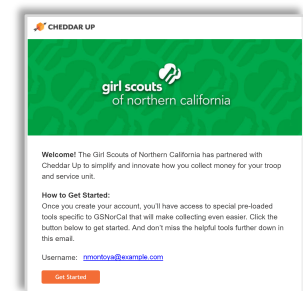 CHEDDAR UP
girl scouts
of northern california
Welcome! The Girl Scouts of Northern California has partnered with
Cheddar Up to simplify and innovate how you collect money for your troop
and service unit.
How to Get Started:
Once you create your account, you'll have access to special pre-loaded
tools specific to GSNorCal that will make collecting even easier. Click the
button below to get started. And don't miss the helpful tools further down in
this email.
Username: nmontoya@example.com
Get Started